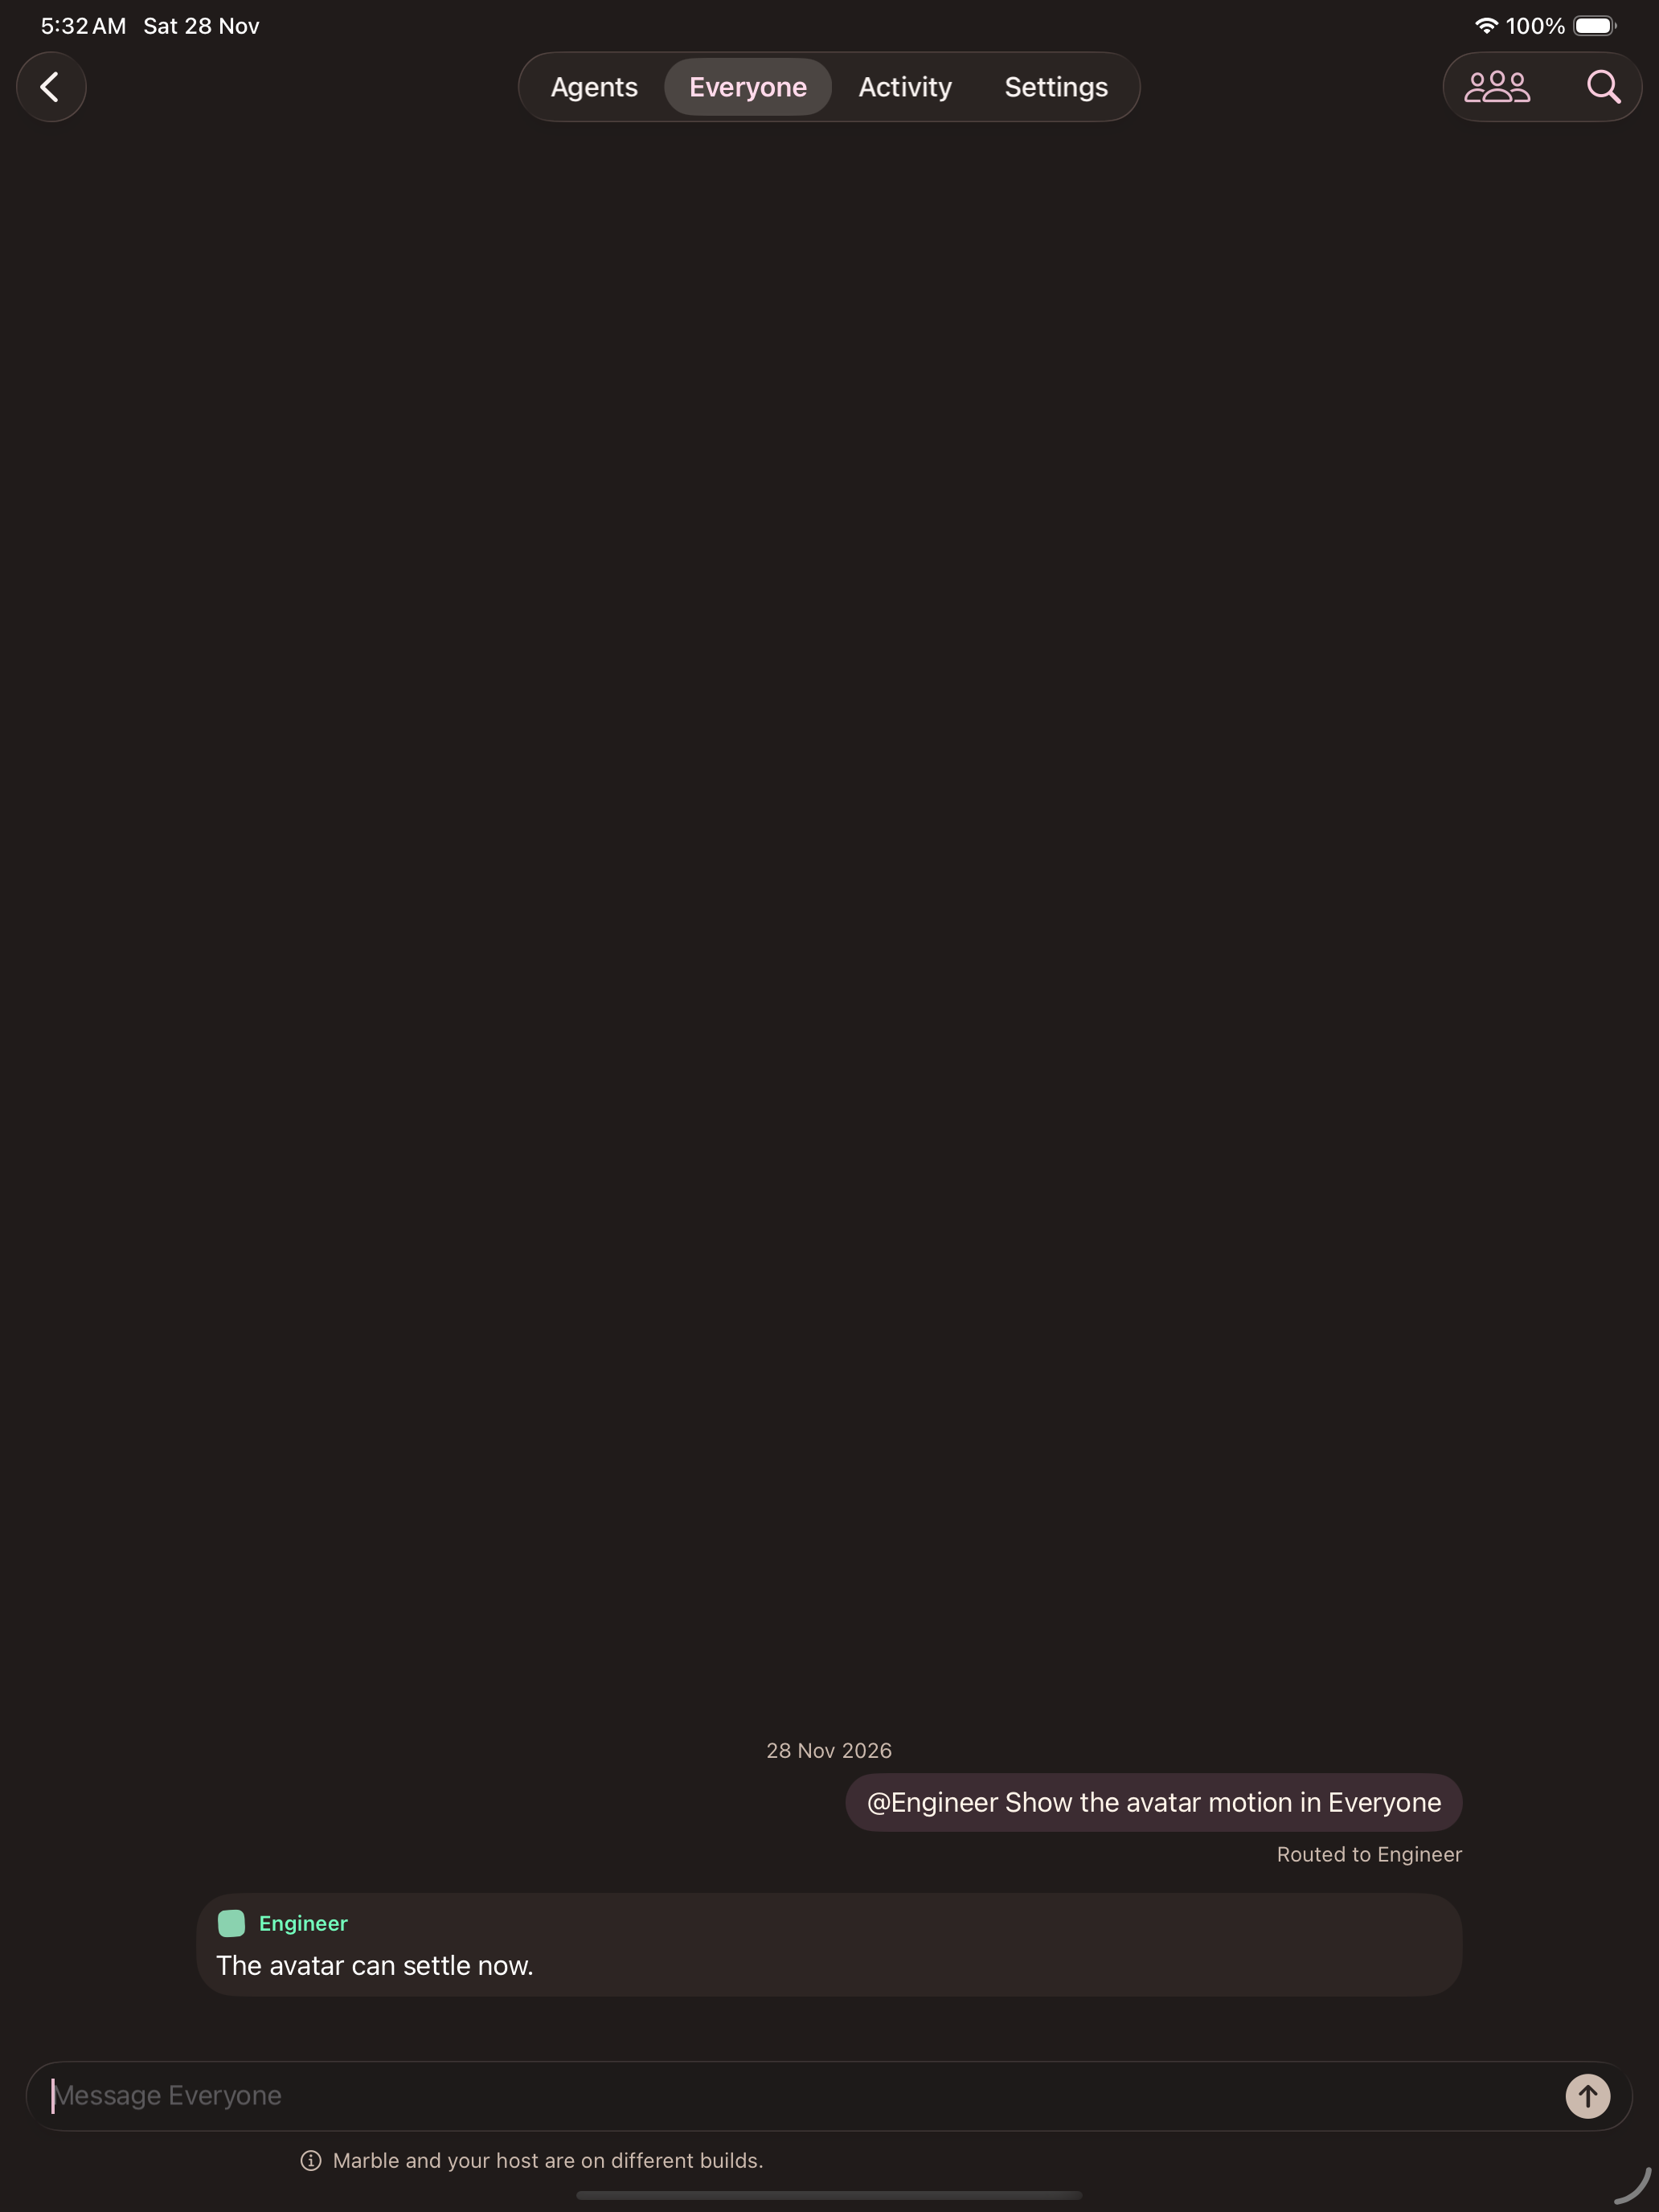 5:32 AM Sat 28 Nov
100%
Agents Everyone Activity Settings
28 Nov 2026
@Engineer Show the avatar motion in Everyone
Routed to Engineer
Engineer
The avatar can settle now.
Message Everyone
Marble and your host are on different builds.